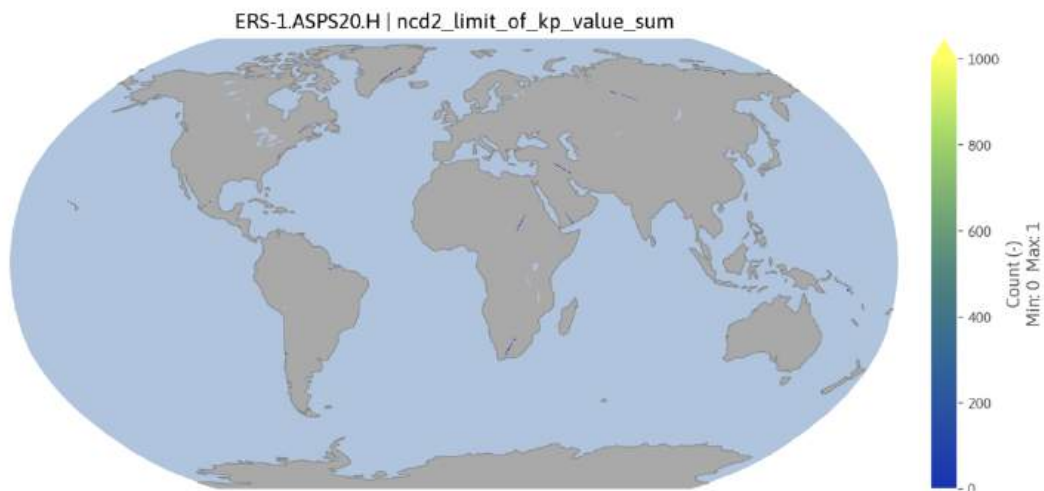 ERS-1.ASPS20.H | ncd2_limit_of_kp_value_sum
1000
800
600
400
200
0
Count (-)
Min: 0 Max: 1